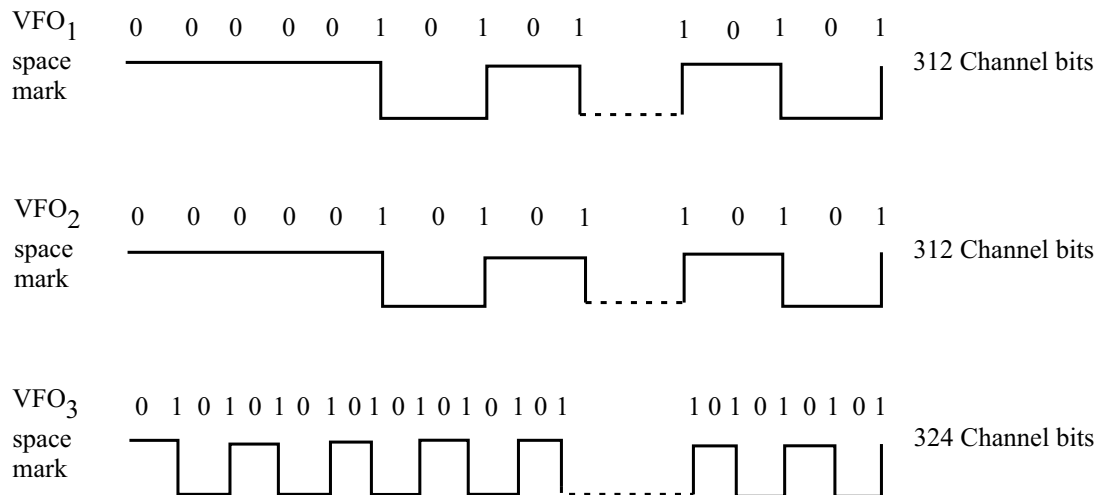 VFO1 0 0 0 0 0 1 0 1 0 1 1 0 1 0 1
space
mark
312 Channel bits
VFO2 0 0 0 0 0 1 0 1 0 1 1 0 1 0 1
space
mark
312 Channel bits
VFO3 0 1 0 1 0 1 0 1 0 1 0 1 0 1 0 1 1 0 1 0 1 0 1 0 1
space
mark
324 Channel bits